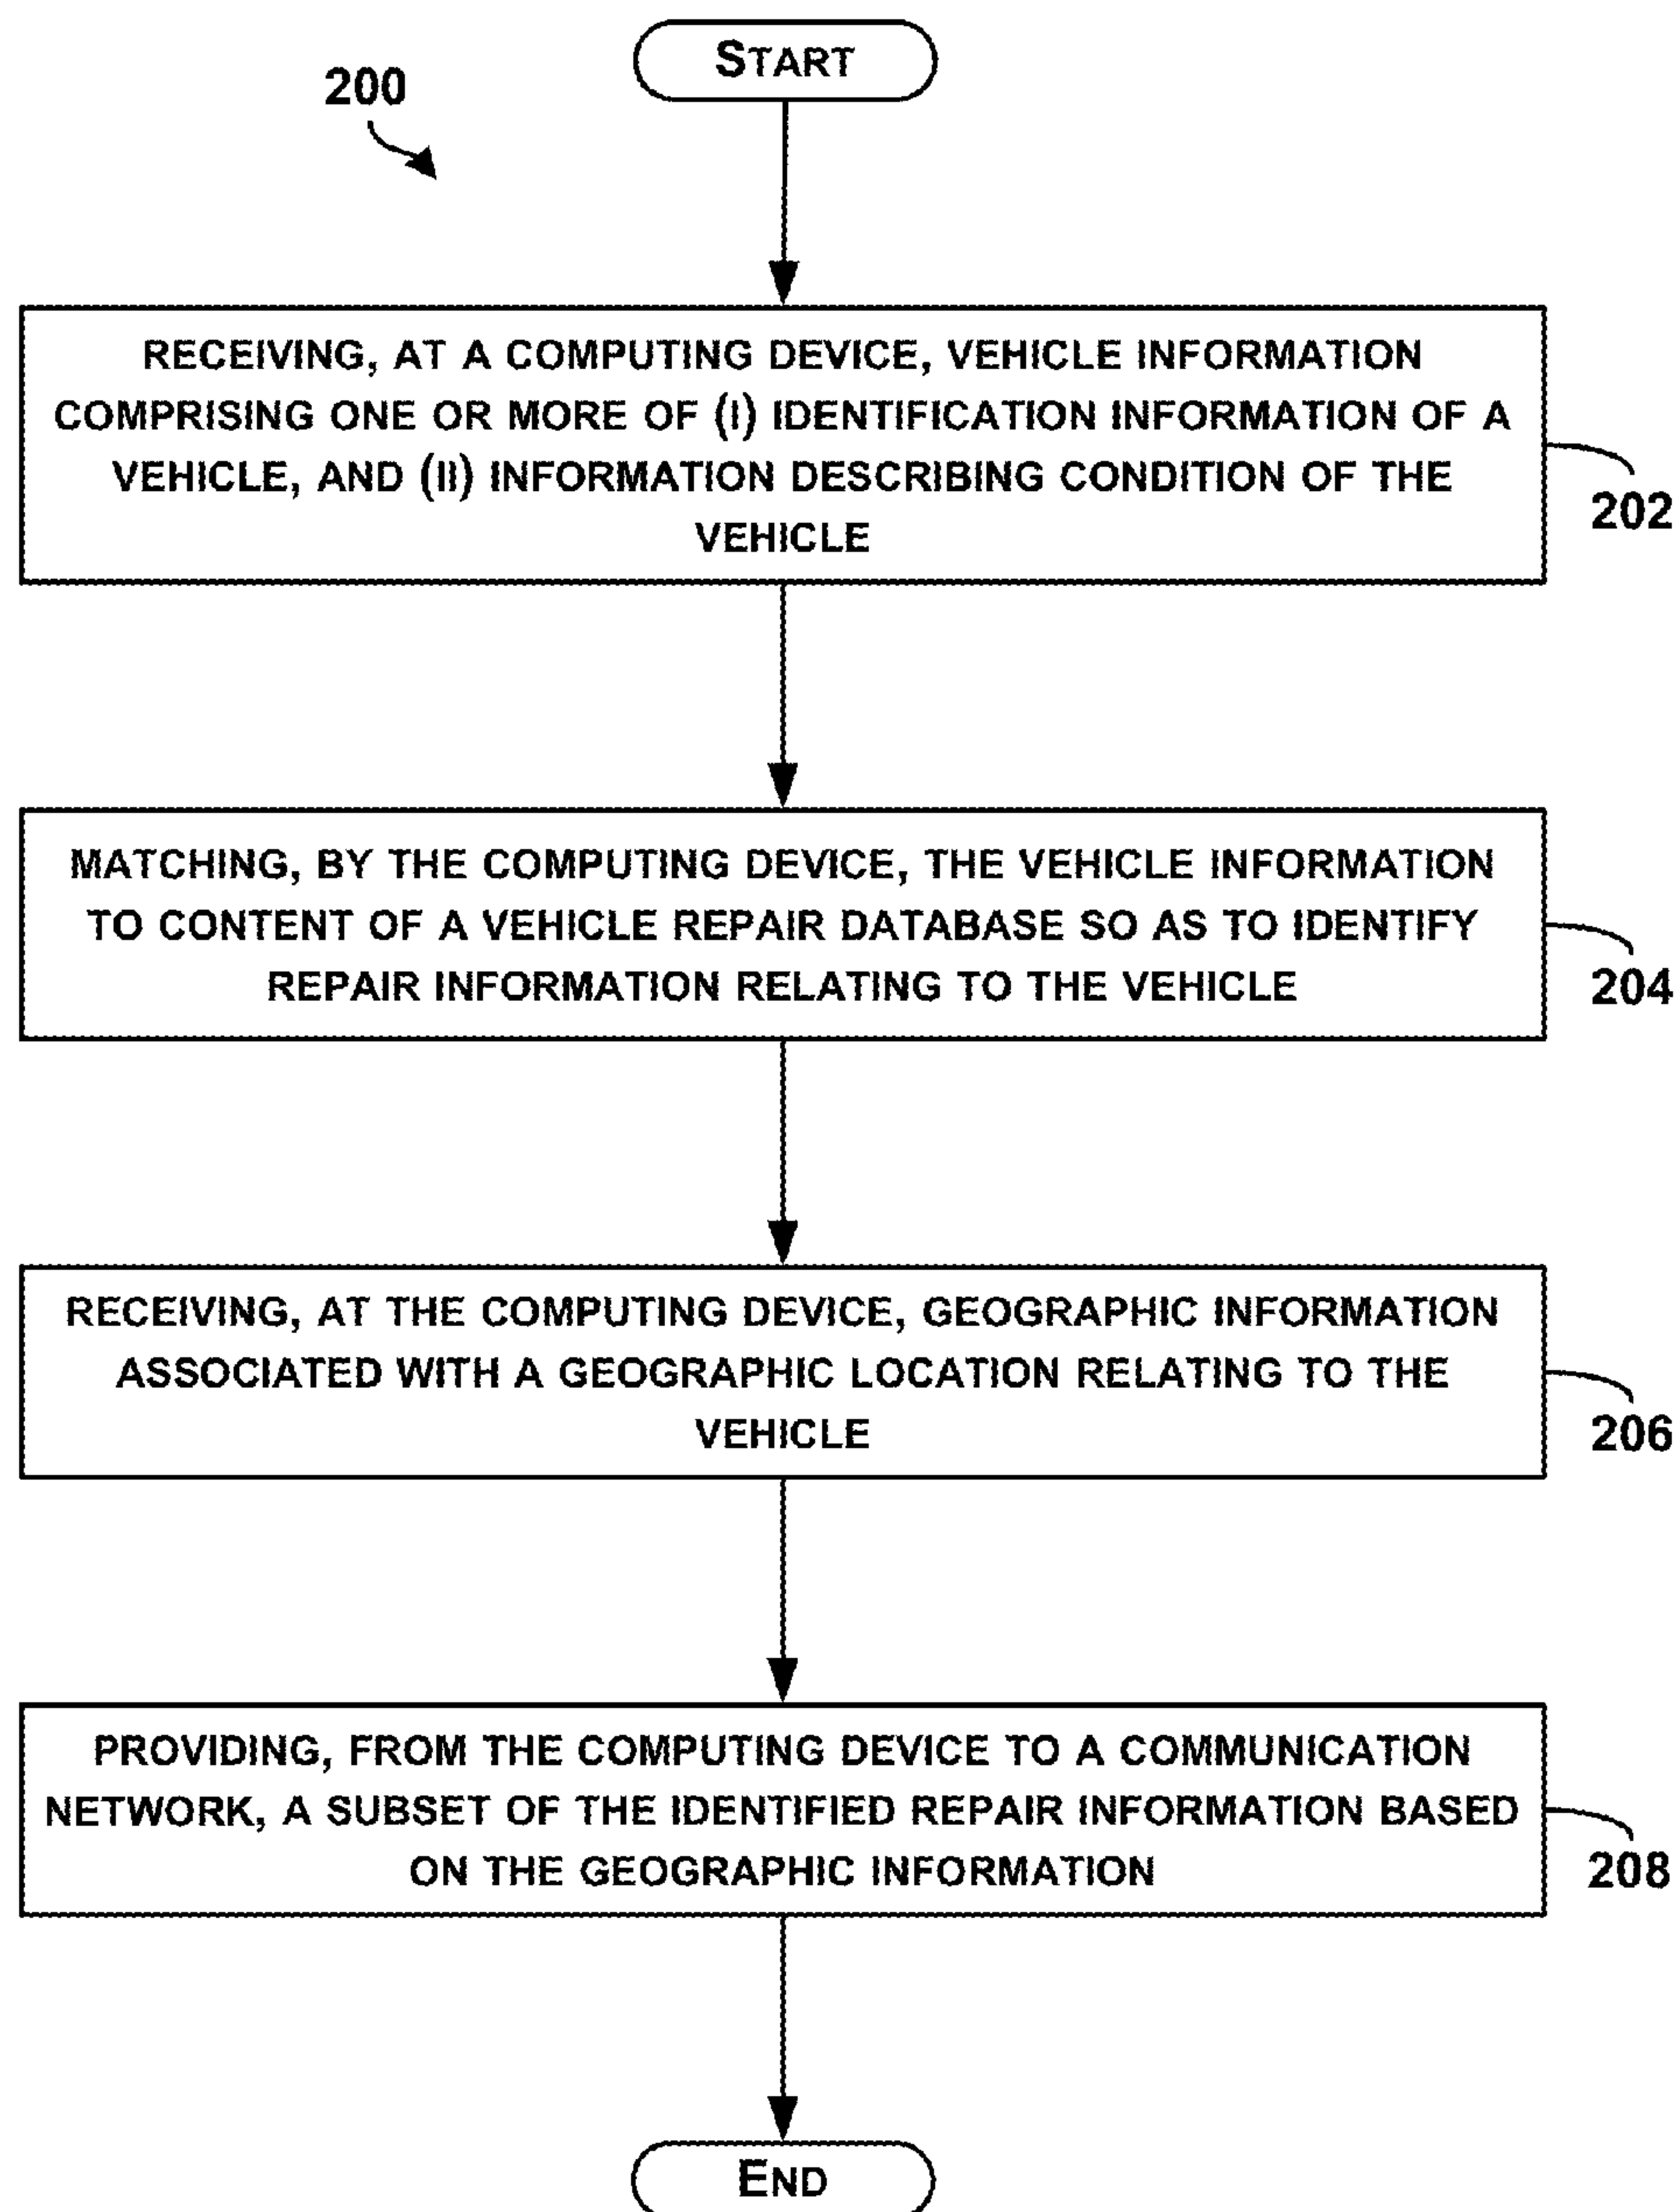 START
200
RECEIVING, AT A COMPUTING DEVICE, VEHICLE INFORMATION
COMPRISING ONE OR MORE OF (I) IDENTIFICATION INFORMATION OF A
VEHICLE, AND (II) INFORMATION DESCRIBING CONDITION OF THE
VEHICLE
202
MATCHING, BY THE COMPUTING DEVICE, THE VEHICLE INFORMATION
TO CONTENT OF A VEHICLE REPAIR DATABASE SO AS TO IDENTIFY
REPAIR INFORMATION RELATING TO THE VEHICLE
204
RECEIVING, AT THE COMPUTING DEVICE, GEOGRAPHIC INFORMATION
ASSOCIATED WITH A GEOGRAPHIC LOCATION RELATING TO THE
VEHICLE
206
PROVIDING, FROM THE COMPUTING DEVICE TO A COMMUNICATION
NETWORK, A SUBSET OF THE IDENTIFIED REPAIR INFORMATION BASED
ON THE GEOGRAPHIC INFORMATION
208
END